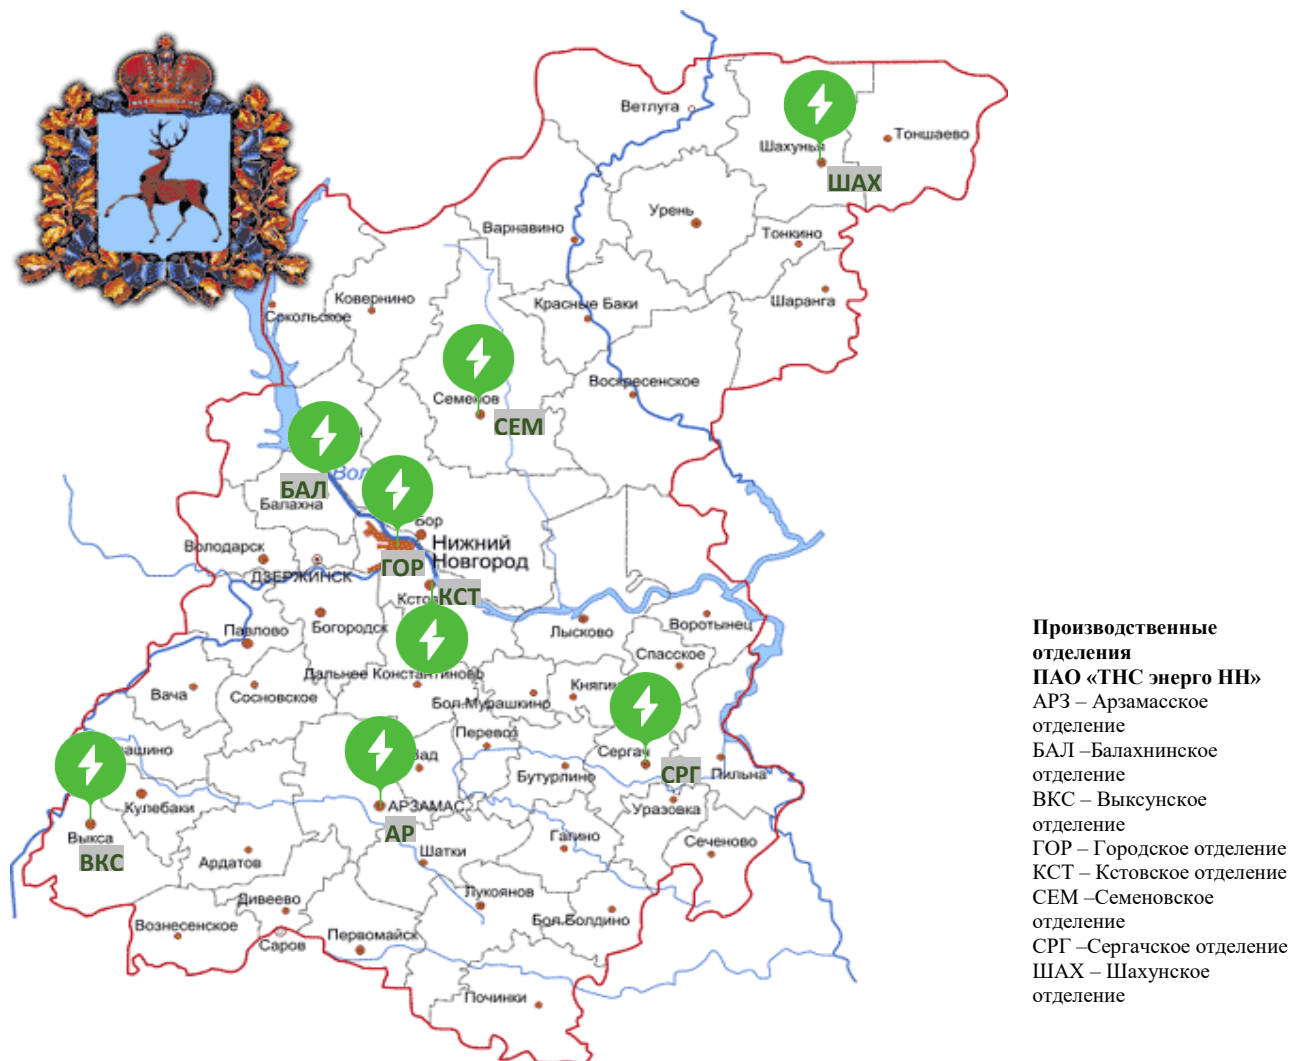 Ветлуга
Шахунья
Тоншаево
ШАХ
Урень
Варнавино
Тонкино
Ковернино
Сокольское
Красные Баки
Шаранга
Воскресенское
Семенов
СЕМ
БАЛ
Балахна
Бор
Нижний
Новгород
Володарск
ДЗЕРЖИНСК
ГОР
КСТ
Павлово
Богородск
Лысково
Воротынец
Спасское
Дальнее Константиново
Вача
Сосновское
Бол.Мурашкино
Перевоз
Сергач
СРГ
Пильна
Бутурлино
Кулебаки
АРЗАМАС
АР
Уразовка
Выкса
ВКС
Ардатов
Шатки
Гагино
Сеченово
Дивеево
Лукоянов
Бол.Болдино
Вознесенское
Саров
Первомайск
Починки
Производственные
отделения
ПАО «ТНС энерго НН»
АРЗ – Арзамасское
отделение
БАЛ –Балахнинское
отделение
ВКС – Выксунское
отделение
ГОР – Городское отделение
КСТ – Кстовское отделение
СЕМ –Семеновское
отделение
СРГ –Сергачское отделение
ШАХ – Шахунское
отделение